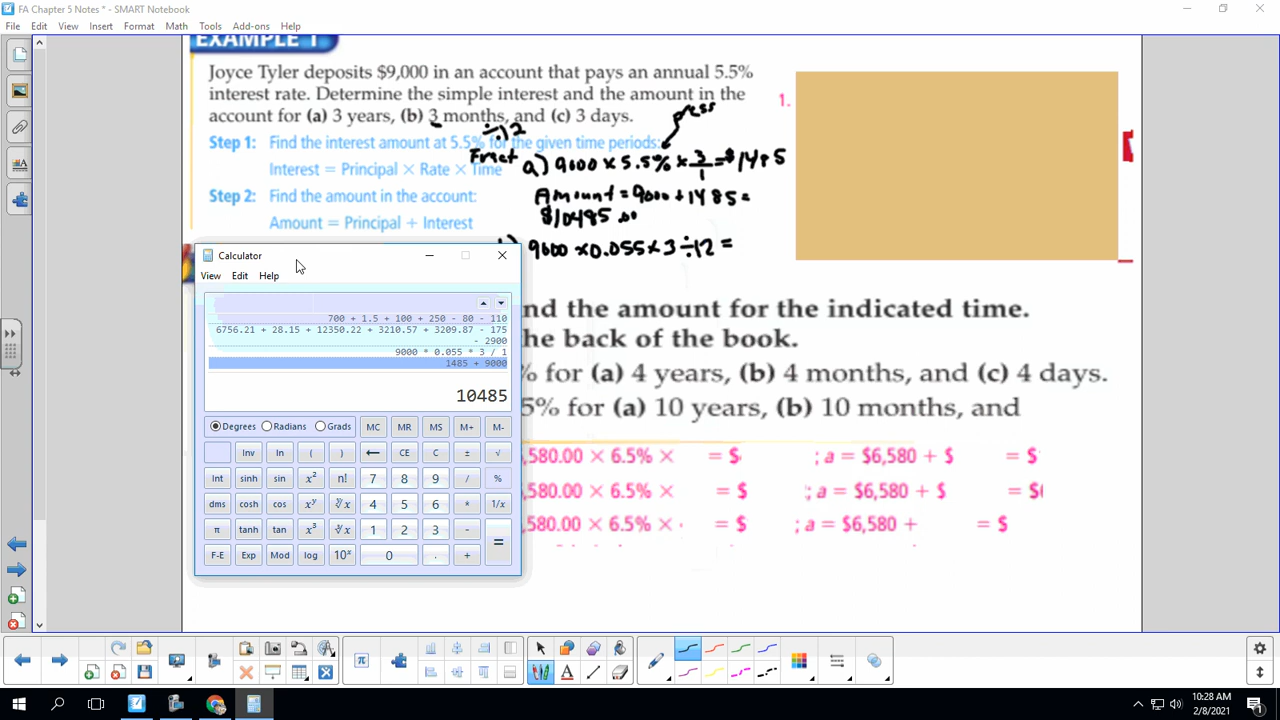 FA Chapter 5 Notes * - SMART Notebook
File Edit View Insert Format Math Tools Add-ons Help
EXAMPLE 1
Joyce Tyler deposits $9,000 in an account that pays an annual 5.5%
interest rate. Determine the simple interest and the amount in the
account for (a) 3 years, (b) 3 months, and (c) 3 days.
÷12
press
1.
Step 1: Find the interest amount at 5.5% for the given time periods:
Interest = Principal × Rate × Time
a) 9000 × 5.5% × 3/1 = $1485
Step 2: Find the amount in the account:
Amount = Principal + Interest
Amount = 9000 + 1485 =
$10485.00
9000 × 0.055 × 3 ÷ 12 =
Calculator
View Edit Help
700 + 1.5 + 100 + 250 - 80 - 110
6756.21 + 28.15 + 12350.22 + 3210.57 + 3209.87 - 175
- 2900
9000 * 0.055 * 3 / 1
1485 + 9000
10485
Degrees Radians Grads MC MR MS M+ M-
Inv ln ( ) ← CE C ± √
Int sinh sin x² n! 7 8 9 / %
dms cosh cos xʸ ʸ√x 4 5 6 * 1/x
π tanh tan x³ ³√x 1 2 3 - =
F-E Exp Mod log 10ˣ 0 . +
nd the amount for the indicated time.
he back of the book.
% for (a) 4 years, (b) 4 months, and (c) 4 days.
5% for (a) 10 years, (b) 10 months, and
,580.00 × 6.5% × = $ ; a = $6,580 + $ = $
,580.00 × 6.5% × = $ ; a = $6,580 + $ = $
,580.00 × 6.5% × = $ ; a = $6,580 + = $
10:28 AM
2/8/2021